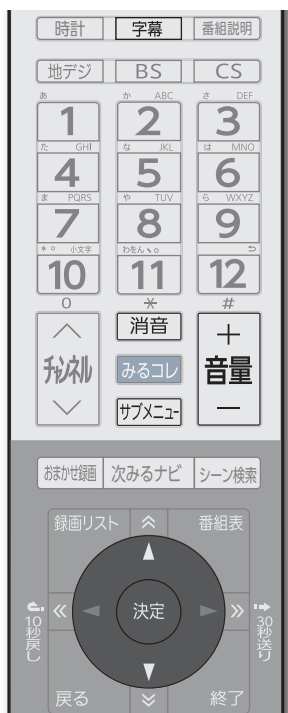 時計 字幕 番組説明
地デジ BS CS
あ か ABC さ DEF
1 2 3
た GHI な JKL は MNO
4 5 6
ま PQRS や TUV ら WXYZ
7 8 9
小文字 わをん、。
10 11 12
0 * #
消音 +
チャンネル みるコレ 音量
サブメニュー -
おまかせ録画 次みるナビ シーン検索
録画リスト 番組表
10秒戻し 決定 30秒送り
戻る 終了